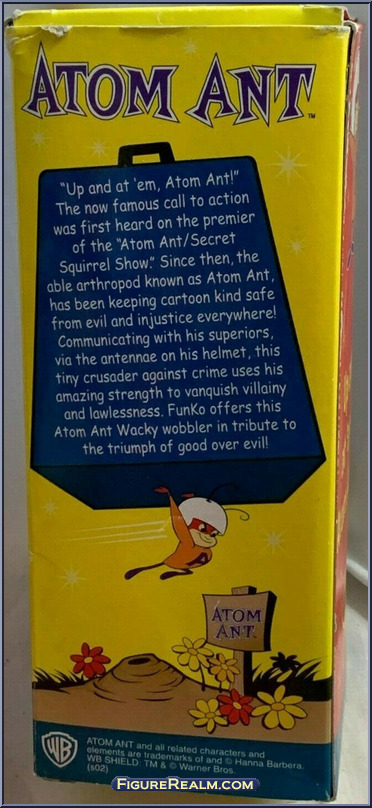 ATOM ANT™
"Up and at 'em, Atom Ant!"
The now famous call to action
was first heard on the premier
of the "Atom Ant/Secret
Squirrel Show." Since then, the
able arthropod known as Atom Ant,
has been keeping cartoon kind safe
from evil and injustice everywhere!
Communicating with his superiors,
via the antennae on his helmet, this
tiny crusader against crime uses his
amazing strength to vanquish villainy
and lawlessness. FunKo offers this
Atom Ant Wacky wobbler in tribute to
the triumph of good over evil!
A
ATOM
ANT
WB
ATOM ANT and all related characters and
elements are trademarks of and © Hanna Barbera.
WB SHIELD: TM & © Warner Bros.
(s02)
FIGUREREALM.COM